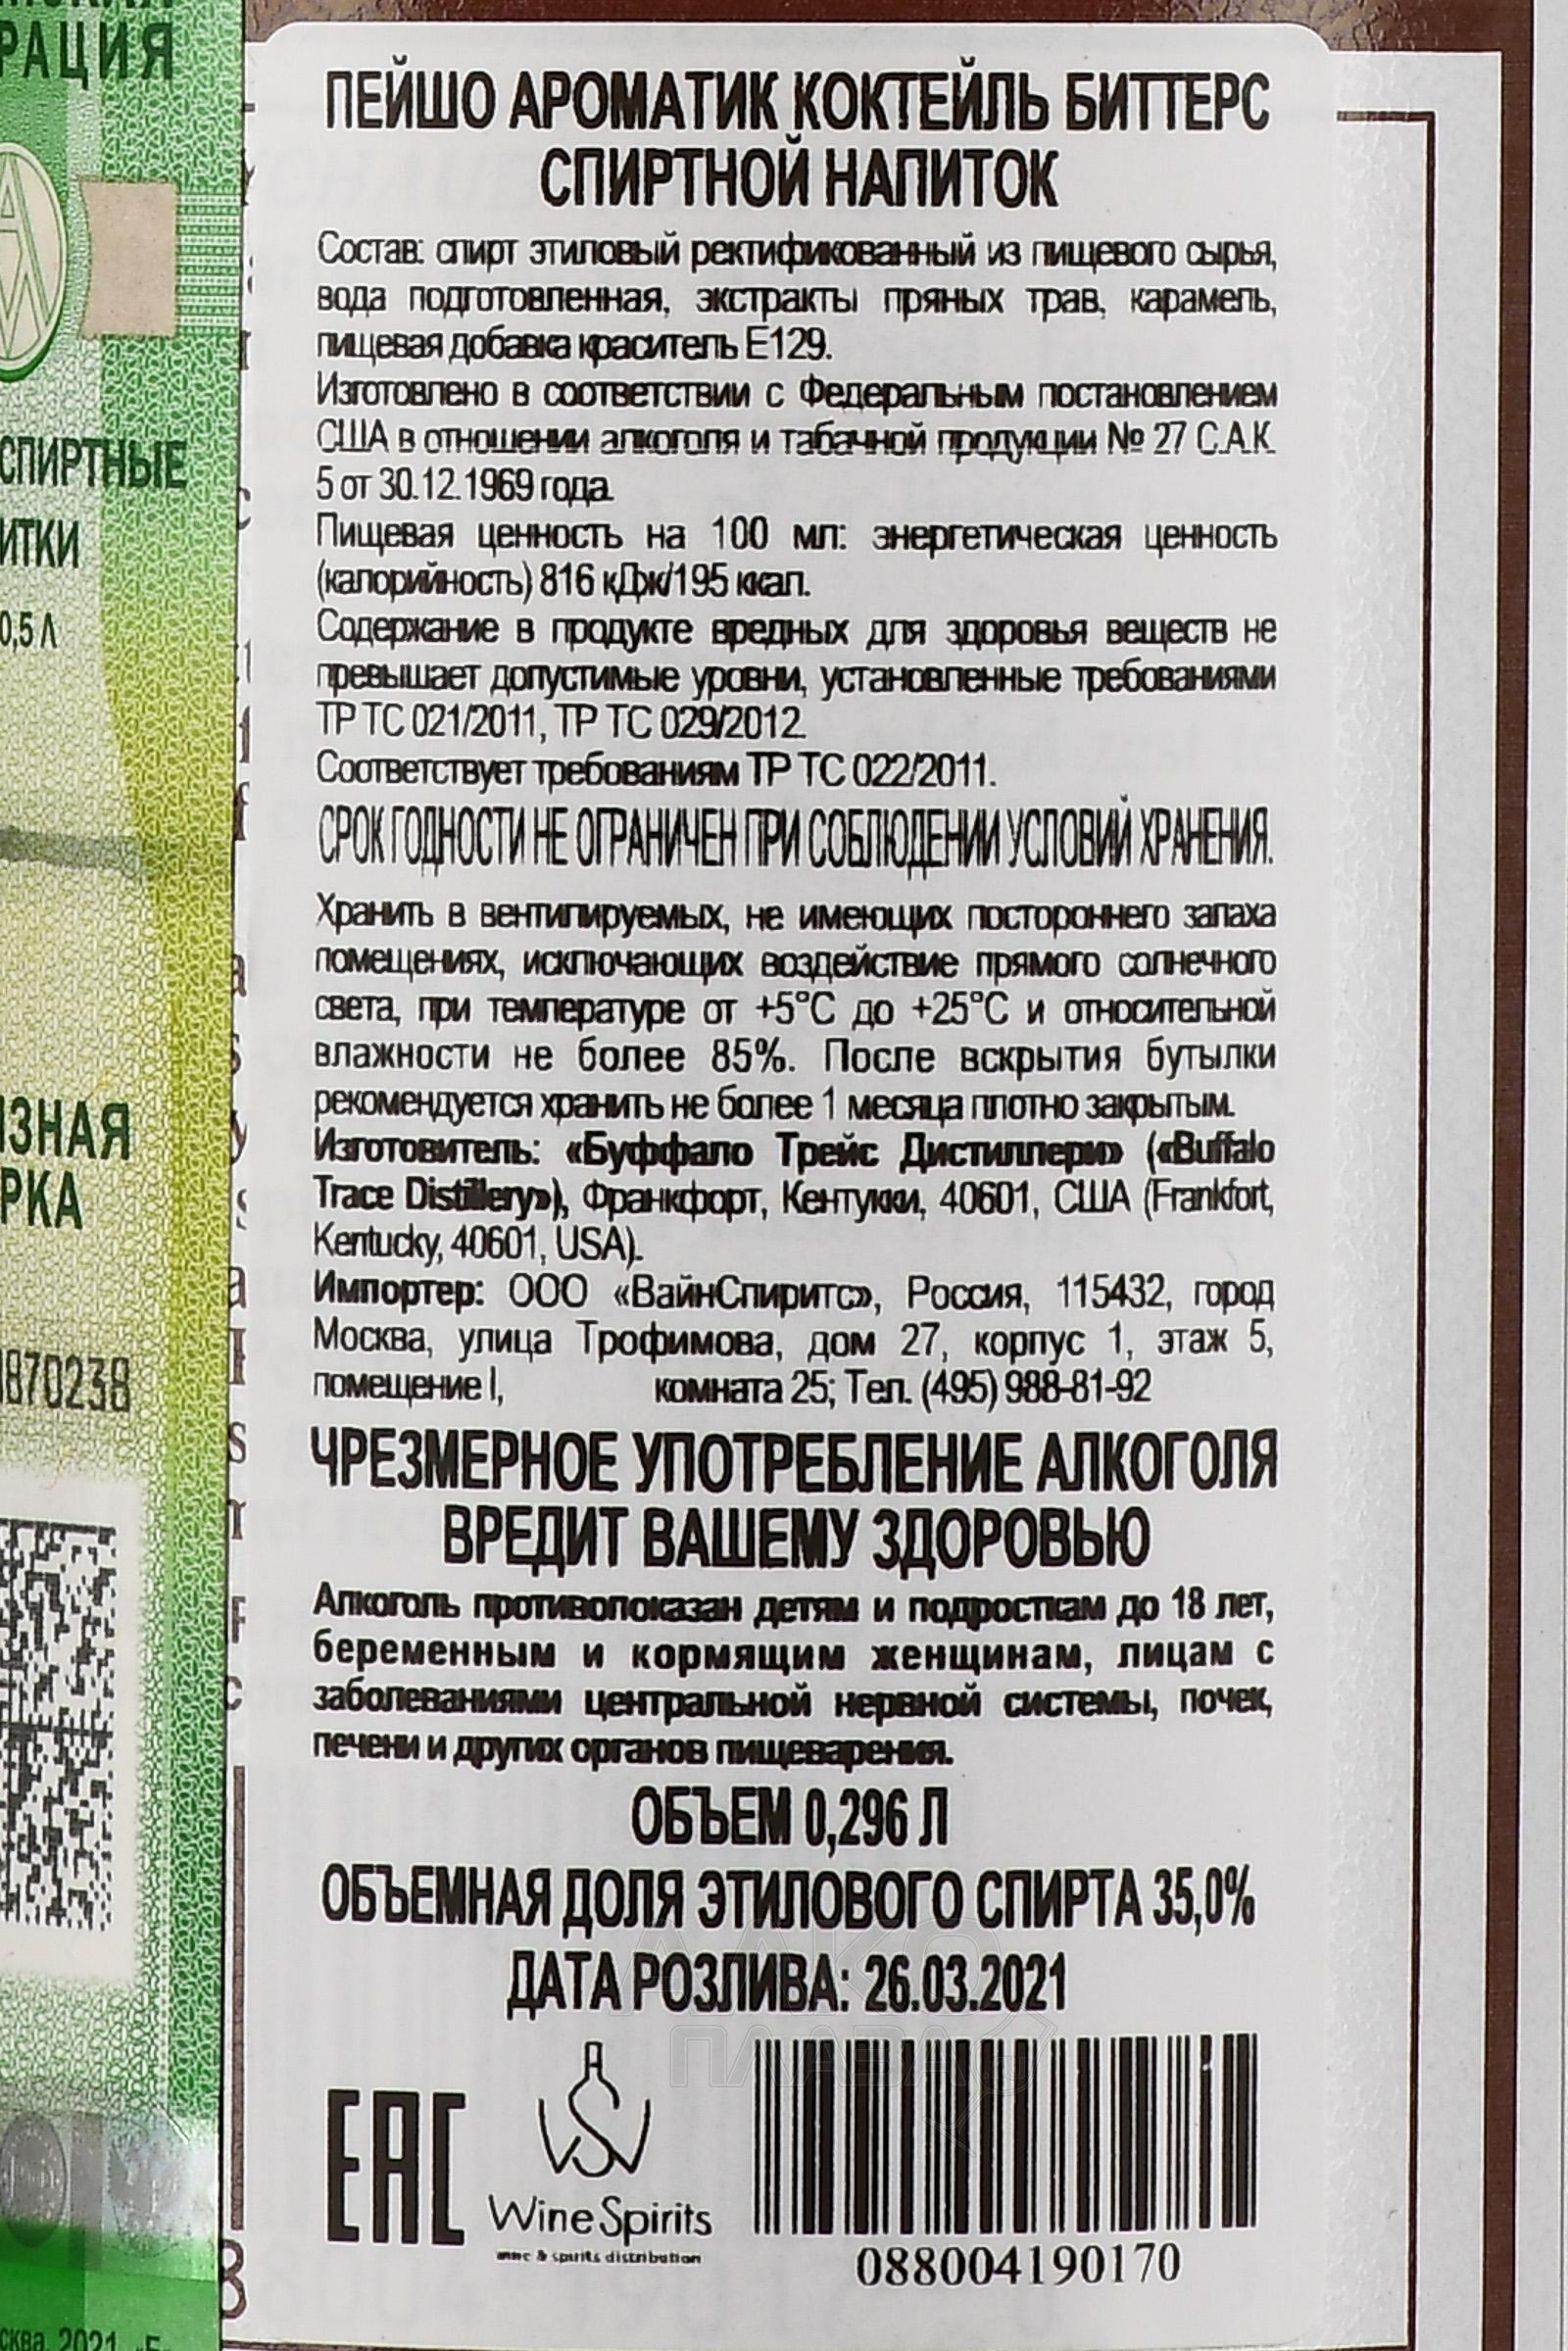 РАЦИЯ
СПИРТНЫЕ
ИТКИ
0,5 Л
ИЗНАЯ
РКА
1870238
сква, 2021,
ПЕЙШО АРОМАТИК КОКТЕЙЛЬ БИТТЕРС
СПИРТНОЙ НАПИТОК
Состав: спирт этиловый ректификованный из пищевого сырья,
вода подготовленная, экстракты пряных трав, карамель,
пищевая добавка краситель Е129.
Изготовлено в соответствии с Федеральным постановлением
США в отношении алкоголя и табачной продукции № 27 С.А.К.
5 от 30.12.1969 года.
Пищевая ценность на 100 мл: энергетическая ценность
(калорийность) 816 кДж/195 ккал.
Содержание в продукте вредных для здоровья веществ не
превышает допустимые уровни, установленные требованиями
ТР ТС 021/2011, ТР ТС 029/2012.
Соответствует требованиям ТР ТС 022/2011.
СРОК ГОДНОСТИ НЕ ОГРАНИЧЕН ПРИ СОБЛЮДЕНИИ УСЛОВИЙ ХРАНЕНИЯ.
Хранить в вентилируемых, не имеющих постороннего запаха
помещениях, исключающих воздействие прямого солнечного
света, при температуре от +5°С до +25°С и относительной
влажности не более 85%. После вскрытия бутылки
рекомендуется хранить не более 1 месяца плотно закрытым.
Изготовитель: «Буффало Трейс Дистиллери» («Buffalo
Trace Distillery»), Франкфорт, Кентукки, 40601, США (Frankfort,
Kentucky, 40601, USA).
Импортер: ООО «ВайнСпиритс», Россия, 115432, город
Москва, улица Трофимова, дом 27, корпус 1, этаж 5,
помещение I, комната 25; Тел. (495) 988-81-92
ЧРЕЗМЕРНОЕ УПОТРЕБЛЕНИЕ АЛКОГОЛЯ
ВРЕДИТ ВАШЕМУ ЗДОРОВЬЮ
Алкоголь противопоказан детям и подросткам до 18 лет,
беременным и кормящим женщинам, лицам с
заболеваниями центральной нервной системы, почек,
печени и других органов пищеварения.
ОБЪЕМ 0,296 Л
ОБЪЕМНАЯ ДОЛЯ ЭТИЛОВОГО СПИРТА 35,0%
ДАТА РОЗЛИВА: 26.03.2021
ЕАС
WineSpirits
wine & spirits distribution
088004190170